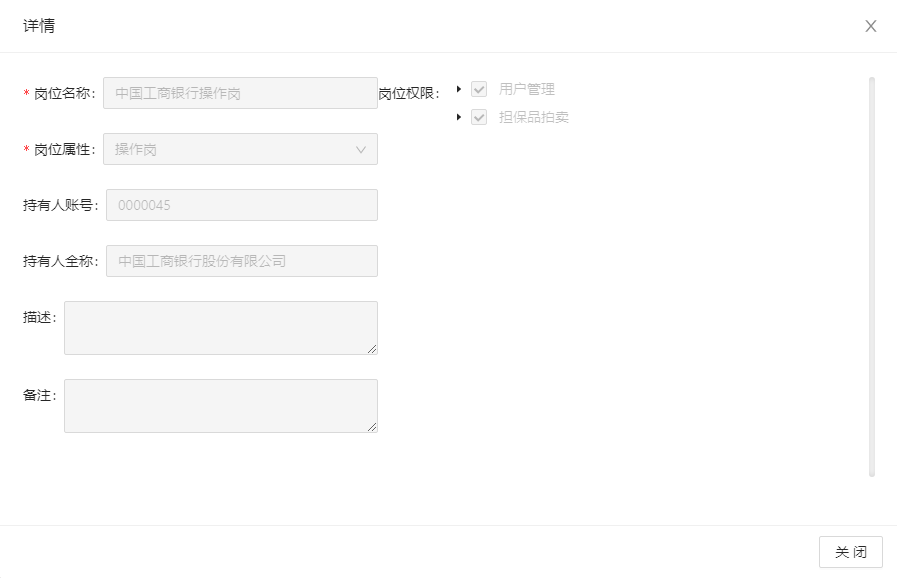 详情
* 岗位名称: 中国工商银行操作岗
岗位权限:
用户管理
担保品拍卖
* 岗位属性: 操作岗
持有人账号: 0000045
持有人全称: 中国工商银行股份有限公司
描述:
备注:
关 闭